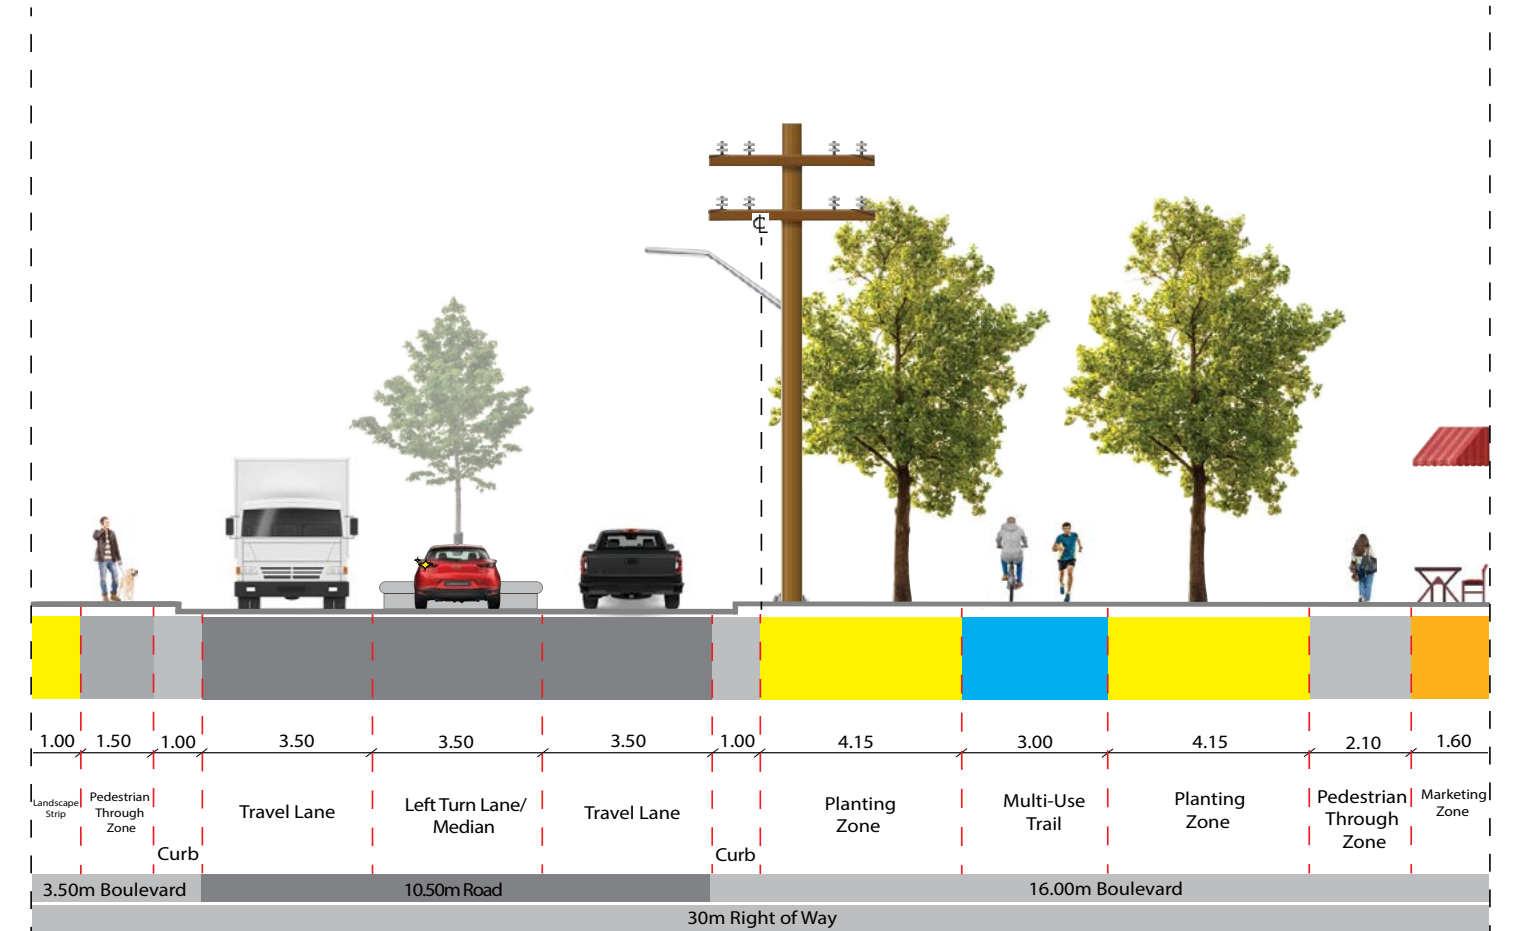 ℄
1.00 1.50 1.00 3.50 3.50 3.50 1.00 4.15 3.00 4.15 2.10 1.60
Landscape
Strip
Pedestrian
Through
Zone
Curb
Travel Lane
Left Turn Lane/
Median
Travel Lane
Curb
Planting
Zone
Multi-Use
Trail
Planting
Zone
Pedestrian
Through
Zone
Marketing
Zone
3.50m Boulevard 10.50m Road 16.00m Boulevard
30m Right of Way